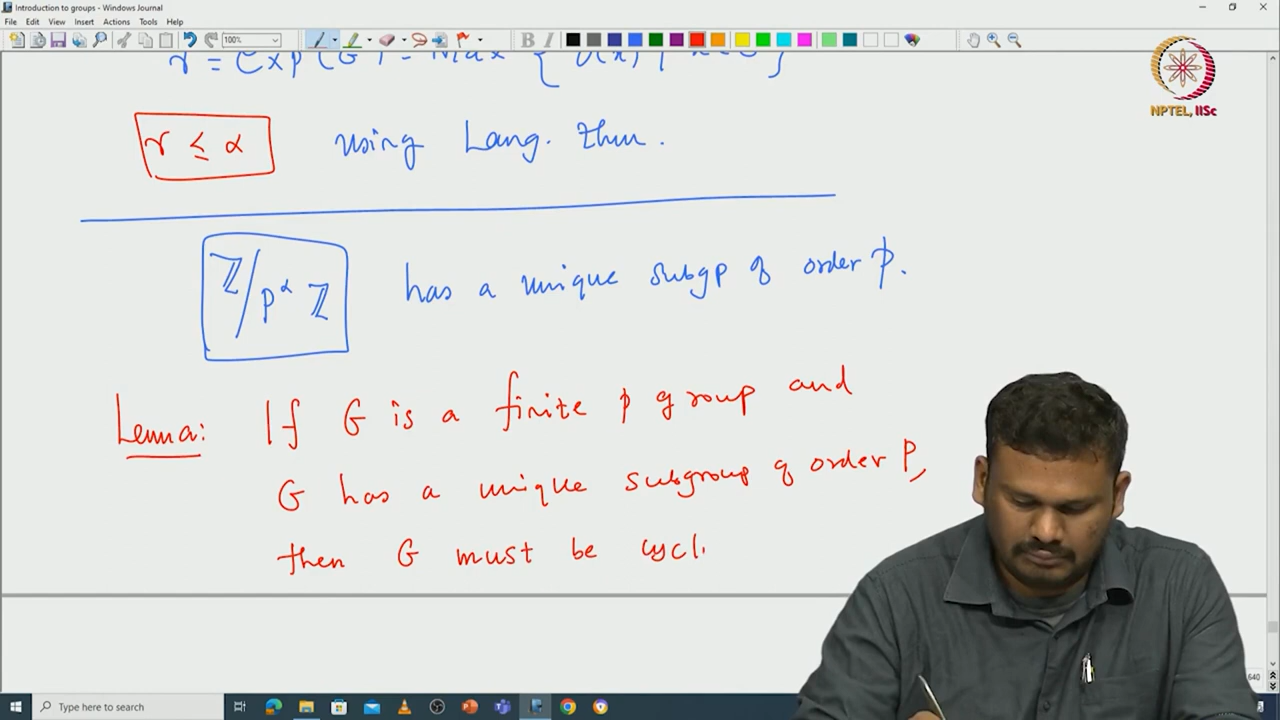 Introduction to groups - Windows Journal
File Edit View Insert Actions Tools Help
100%
B I
NPTEL, IISc
r ≤ α using Lang. thm.
ℤ/p^α ℤ has a unique subgp of order p.
Lemma: If G is a finite p group and
G has a unique subgroup of order p,
then G must be cycl
Type here to search